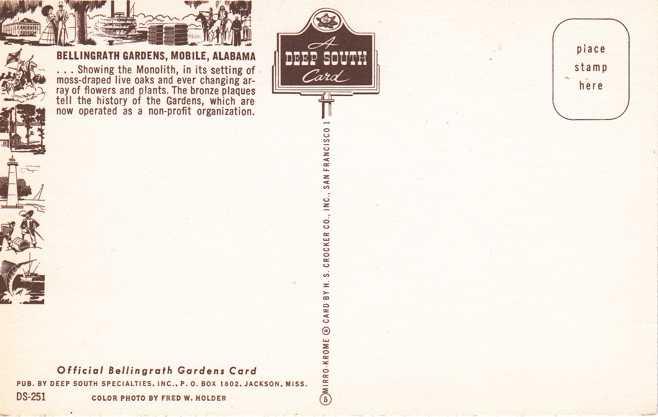 BELLINGRATH GARDENS, MOBILE, ALABAMA
. . . Showing the Monolith, in its setting of
moss-draped live oaks and ever changing ar-
ray of flowers and plants. The bronze plaques
tell the history of the Gardens, which are
now operated as a non-profit organization.
A
DEEP SOUTH
Card
place
stamp
here
MIRRO-KROME ® CARD BY H. S. CROCKER CO., INC., SAN FRANCISCO 1
Official Bellingrath Gardens Card
PUB. BY DEEP SOUTH SPECIALTIES, INC., P. O. BOX 1802, JACKSON, MISS.
DS-251
COLOR PHOTO BY FRED W. HOLDER